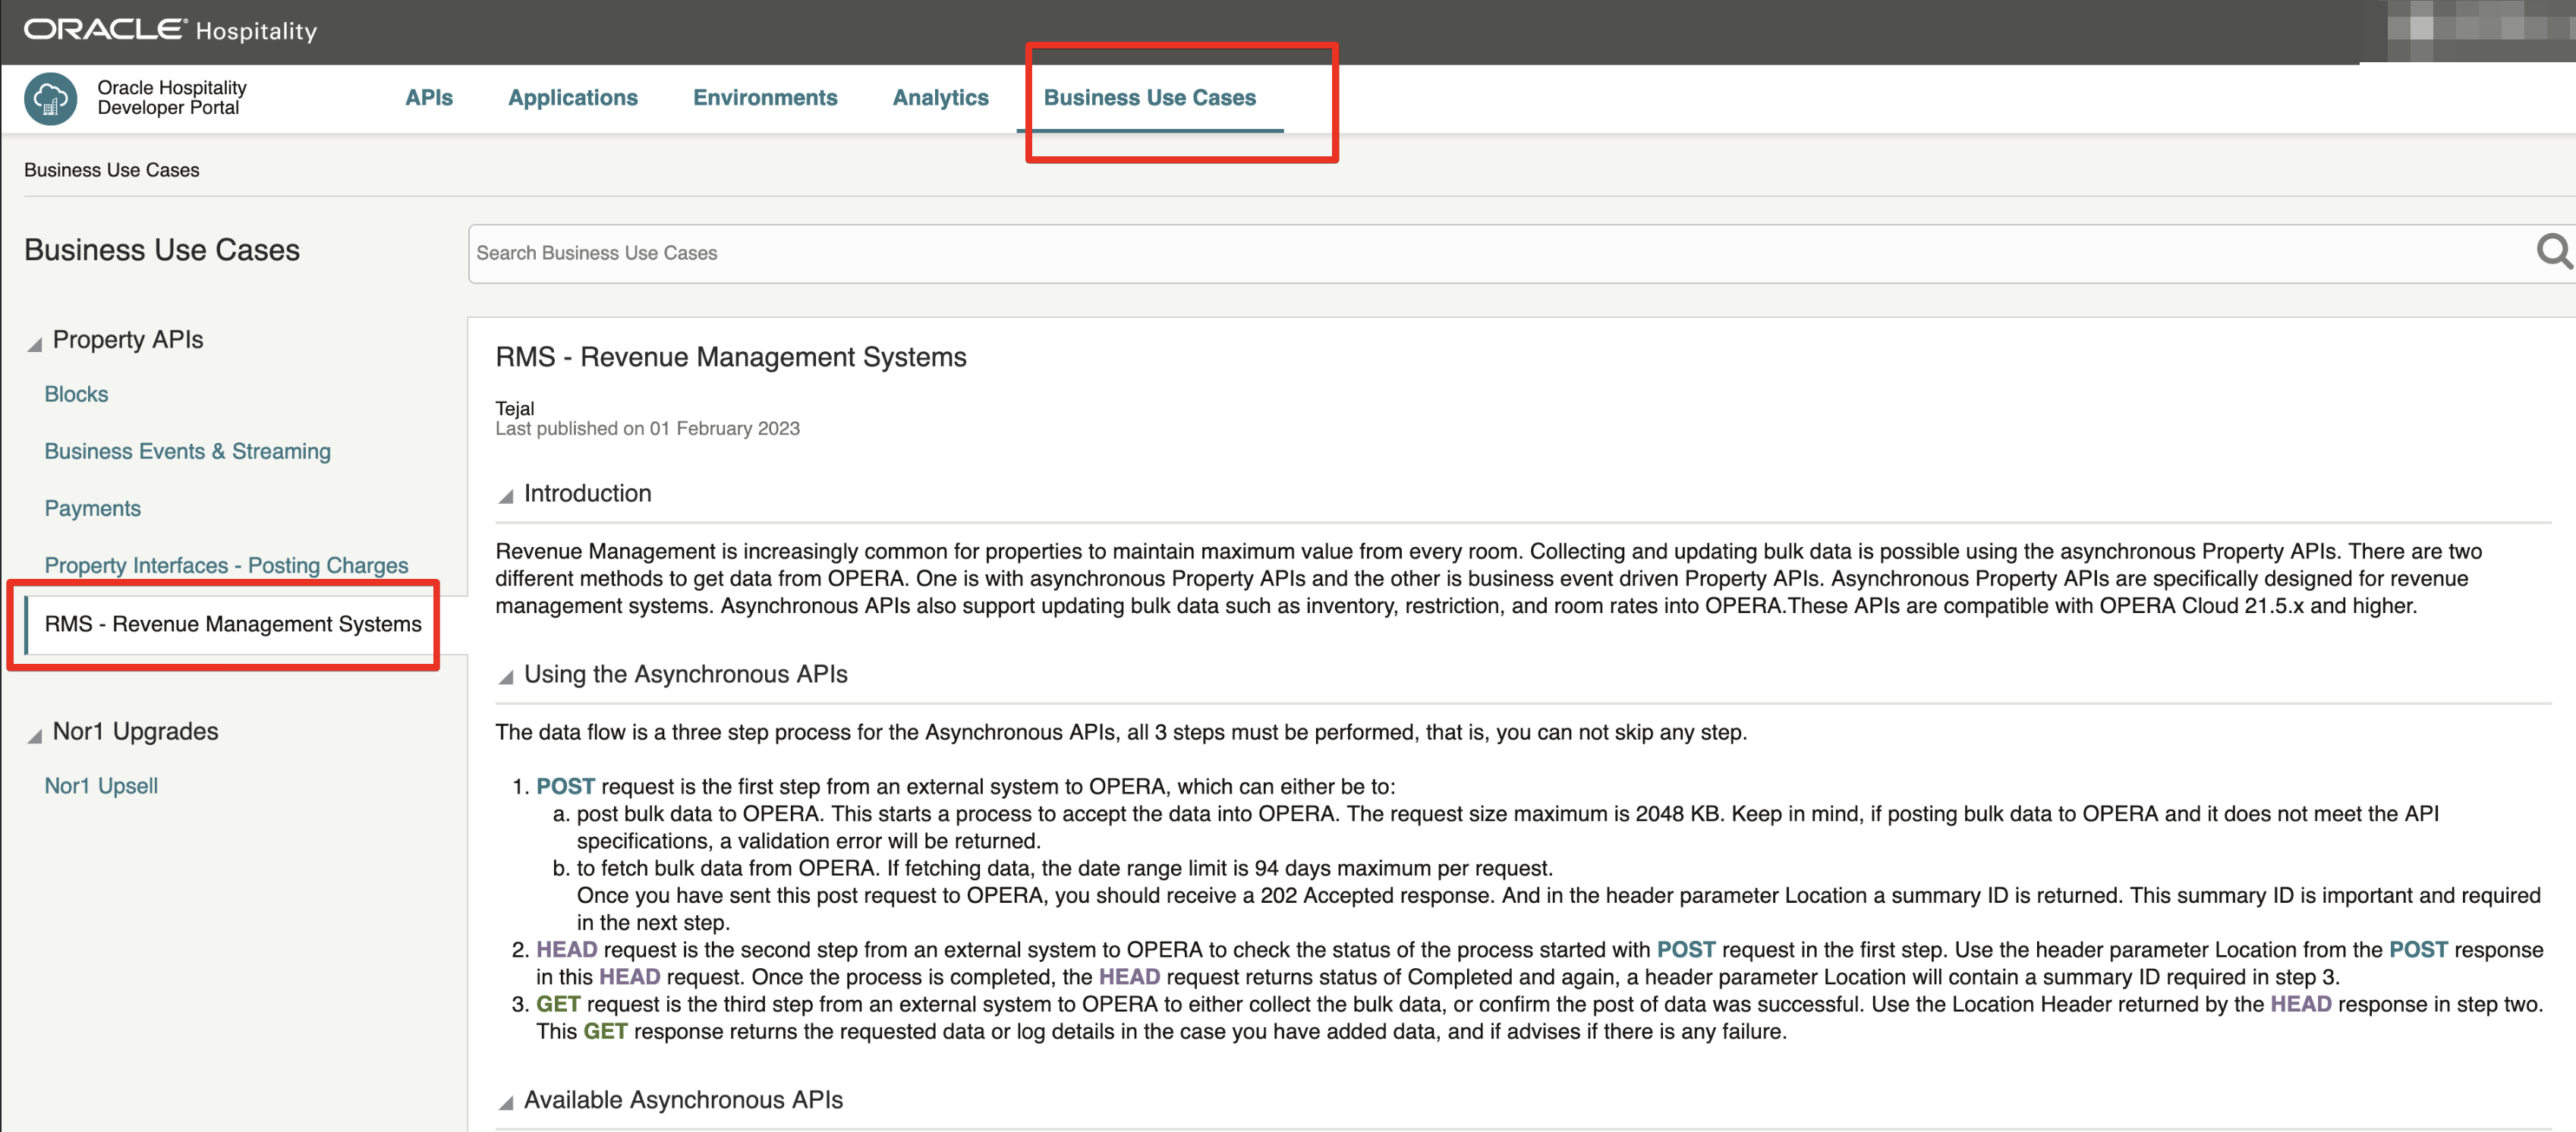 ORACLE® Hospitality
Oracle Hospitality
Developer Portal
APIs
Applications
Environments
Analytics
Business Use Cases
Business Use Cases
Business Use Cases
Search Business Use Cases
Property APIs
Blocks
Business Events & Streaming
Payments
Property Interfaces - Posting Charges
RMS - Revenue Management Systems
Nor1 Upgrades
Nor1 Upsell
RMS - Revenue Management Systems
Tejal
Last published on 01 February 2023
Introduction
Revenue Management is increasingly common for properties to maintain maximum value from every room. Collecting and updating bulk data is possible using the asynchronous Property APIs. There are two
different methods to get data from OPERA. One is with asynchronous Property APIs and the other is business event driven Property APIs. Asynchronous Property APIs are specifically designed for revenue
management systems. Asynchronous APIs also support updating bulk data such as inventory, restriction, and room rates into OPERA.These APIs are compatible with OPERA Cloud 21.5.x and higher.
Using the Asynchronous APIs
The data flow is a three step process for the Asynchronous APIs, all 3 steps must be performed, that is, you can not skip any step.
1. POST request is the first step from an external system to OPERA, which can either be to:
a. post bulk data to OPERA. This starts a process to accept the data into OPERA. The request size maximum is 2048 KB. Keep in mind, if posting bulk data to OPERA and it does not meet the API
specifications, a validation error will be returned.
b. to fetch bulk data from OPERA. If fetching data, the date range limit is 94 days maximum per request.
Once you have sent this post request to OPERA, you should receive a 202 Accepted response. And in the header parameter Location a summary ID is returned. This summary ID is important and required
in the next step.
2. HEAD request is the second step from an external system to OPERA to check the status of the process started with POST request in the first step. Use the header parameter Location from the POST response
in this HEAD request. Once the process is completed, the HEAD request returns status of Completed and again, a header parameter Location will contain a summary ID required in step 3.
3. GET request is the third step from an external system to OPERA to either collect the bulk data, or confirm the post of data was successful. Use the Location Header returned by the HEAD response in step two.
This GET response returns the requested data or log details in the case you have added data, and if advises if there is any failure.
Available Asynchronous APIs